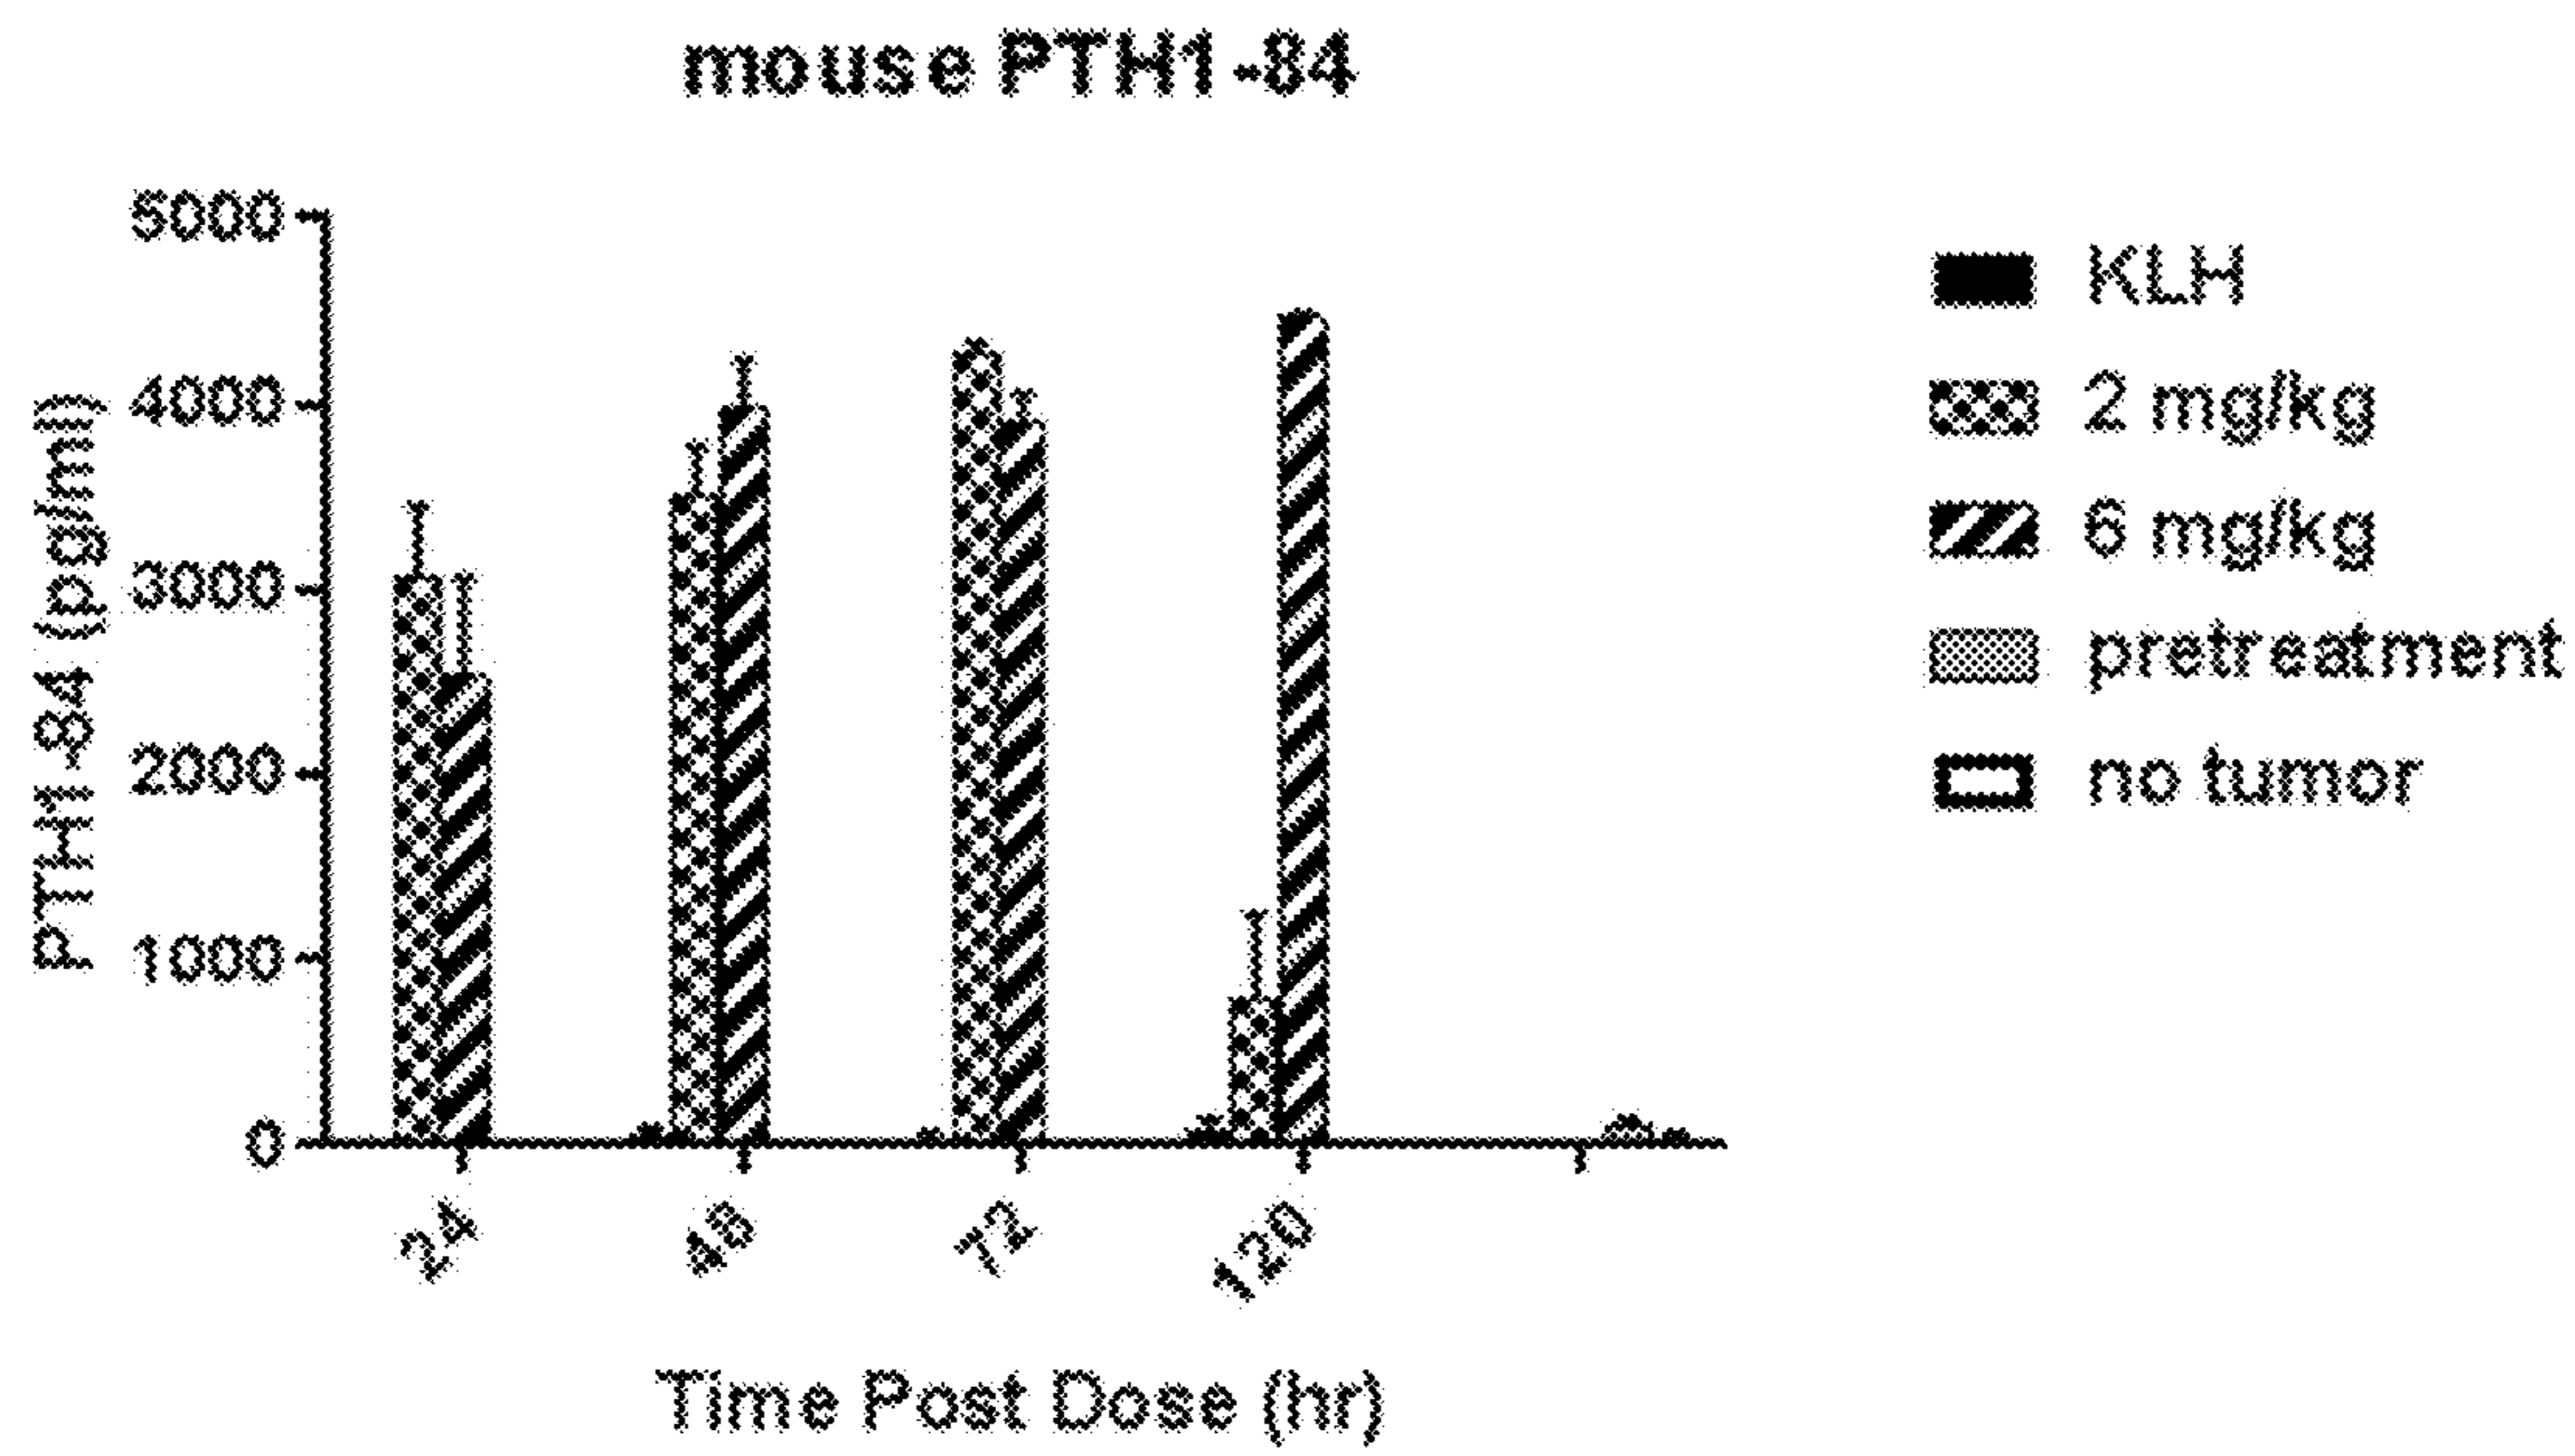 mouse PTH1-84
PTH1-84 (pg/ml)
5000
4000
3000
2000
1000
0
24
48
72
120
Time Post Dose (hr)
KLH
2 mg/kg
6 mg/kg
pretreatment
no tumor